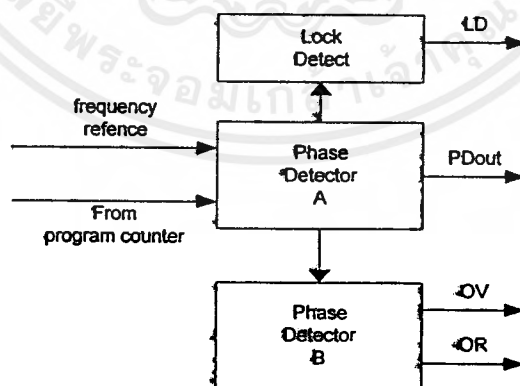 Lock
Detect
LD
frequency
refence
Phase
Detector
A
PDout
From
program counter
Phase
Detector
B
OV
OR